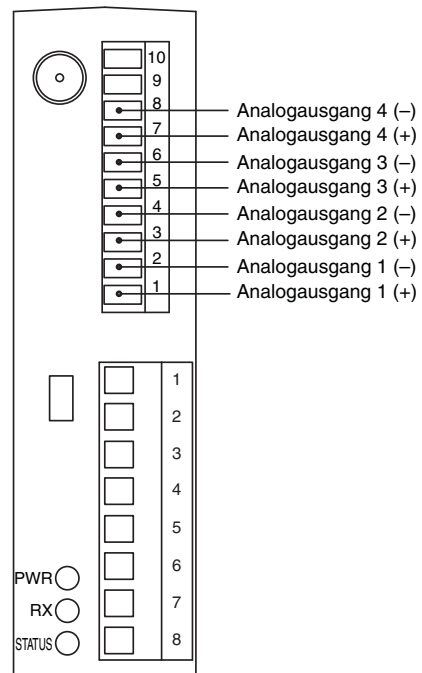 10
9
8 Analogausgang 4 (–)
7 Analogausgang 4 (+)
6 Analogausgang 3 (–)
5 Analogausgang 3 (+)
4 Analogausgang 2 (–)
3 Analogausgang 2 (+)
2 Analogausgang 1 (–)
1 Analogausgang 1 (+)
1
2
3
4
5
6
PWR
7
RX
8
STATUS